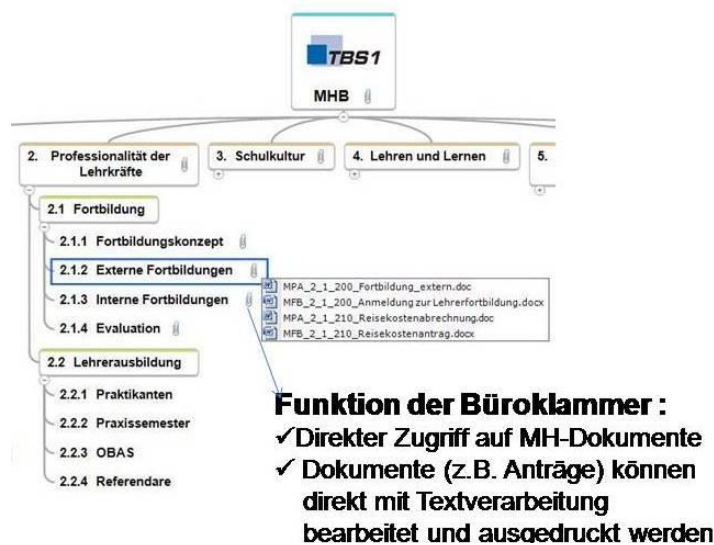 TBS1
MHB
2. Professionalität der
Lehrkräfte
3. Schulkultur
4. Lehren und Lernen
5.
2.1 Fortbildung
2.1.1 Fortbildungskonzept
2.1.2 Externe Fortbildungen
MPA_2_1_200_Fortbildung_extern.doc
MFB_2_1_200_Anmeldung zur Lehrerfortbildung.docx
MPA_2_1_210_Reisekostenabrechnung.doc
MFB_2_1_210_Reisekostenantrag.docx
2.1.3 Interne Fortbildungen
2.1.4 Evaluation
2.2 Lehrerausbildung
2.2.1 Praktikanten
2.2.2 Praxissemester
2.2.3 OBAS
2.2.4 Referendare
Funktion der Büroklammer :
✓Direkter Zugriff auf MH-Dokumente
✓ Dokumente (z.B. Anträge) können
direkt mit Textverarbeitung
bearbeitet und ausgedruckt werden